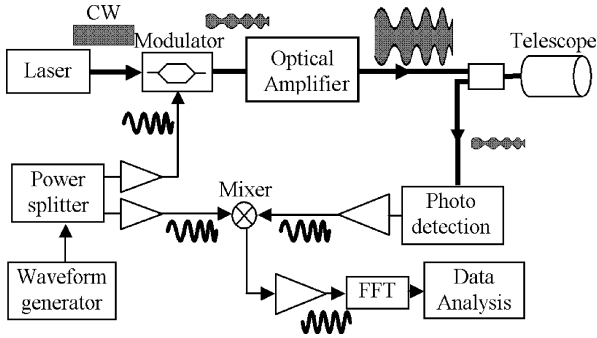 CW
Laser
Modulator
Optical
Amplifier
Telescope
Power
splitter
Mixer
Photo
detection
Waveform
generator
FFT
Data
Analysis